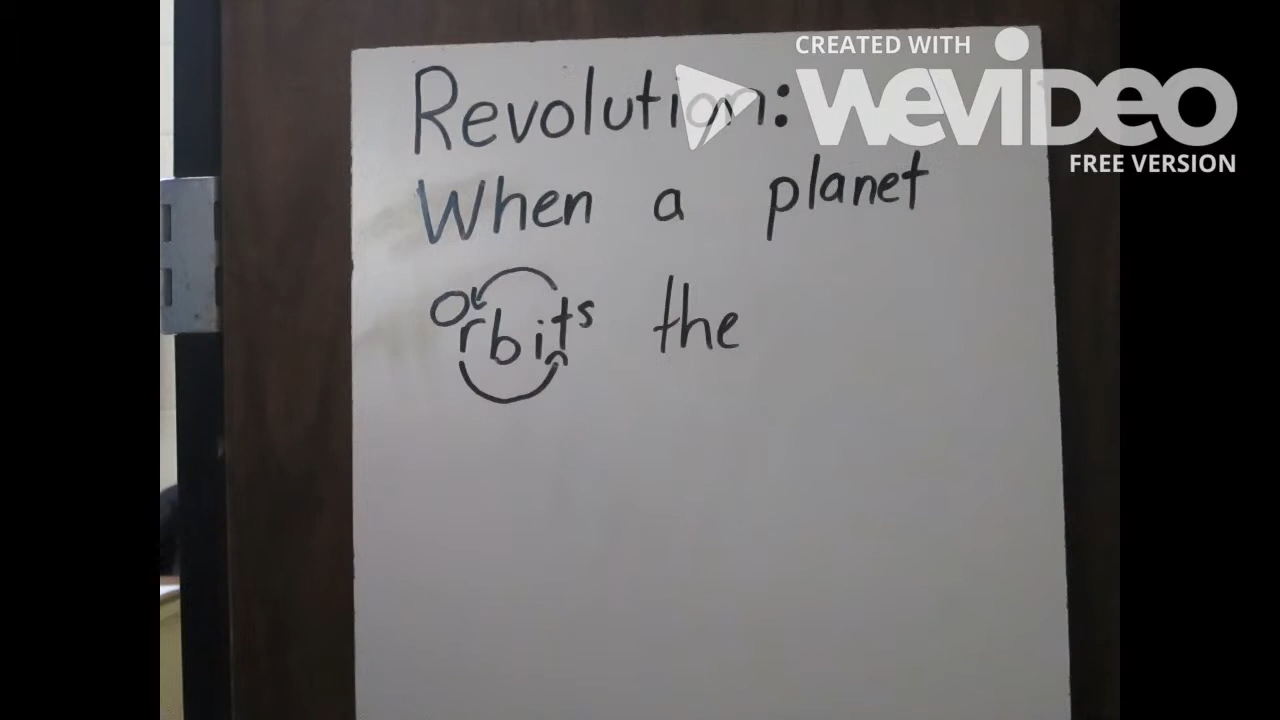 CREATED WITH
WEVIDEO
FREE VERSION
Revolution:
When a planet
Orbits the